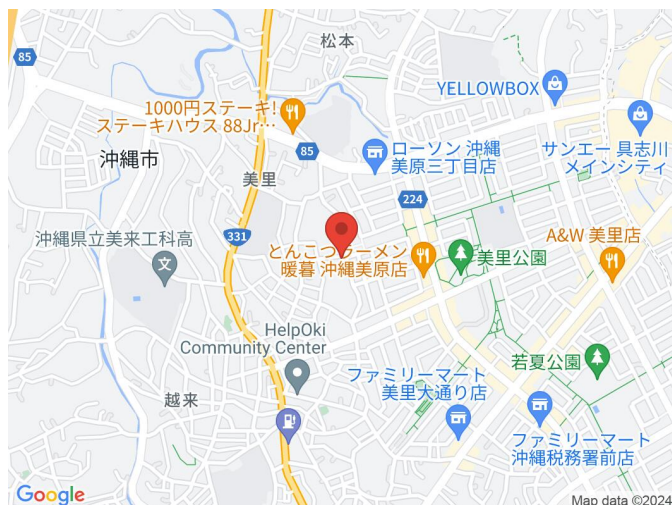 松本
85
YELLOWBOX
1000円ステーキ!
ステーキハウス 88Jr…
85
ローソン 沖縄
美原三丁目店
サンエー 具志川
メインシティ
沖縄市
美里
224
沖縄県立美来工科高
331
とんこつラーメン
暖暮 沖縄美原店
美里公園
A&W 美里店
HelpOki
Community Center
若夏公園
ファミリーマート
美里大通り店
越来
ファミリーマート
沖縄税務署前店
Google
Map data ©2024